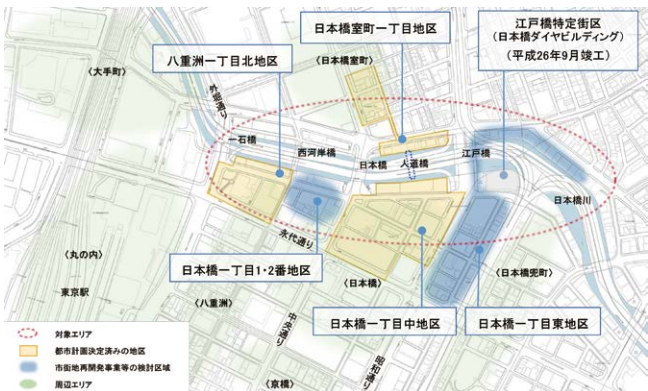 日本橋室町一丁目地区
江戸橋特定街区
(日本橋ダイヤビルディング)
(平成26年9月竣工)
八重洲一丁目北地区
〈日本橋室町〉
〈大手町〉
外堀通り
一石橋
西河岸橋
日本橋
人道橋
江戸橋
日本橋川
永代通り
〈丸の内〉
東京駅
日本橋一丁目1・2番地区
〈日本橋〉
〈日本橋兜町〉
〈八重洲〉
中央通り
日本橋一丁目中地区
日本橋一丁目東地区
昭和通り
〈京橋〉
対象エリア
都市計画決定済みの地区
市街地再開発事業等の検討区域
周辺エリア